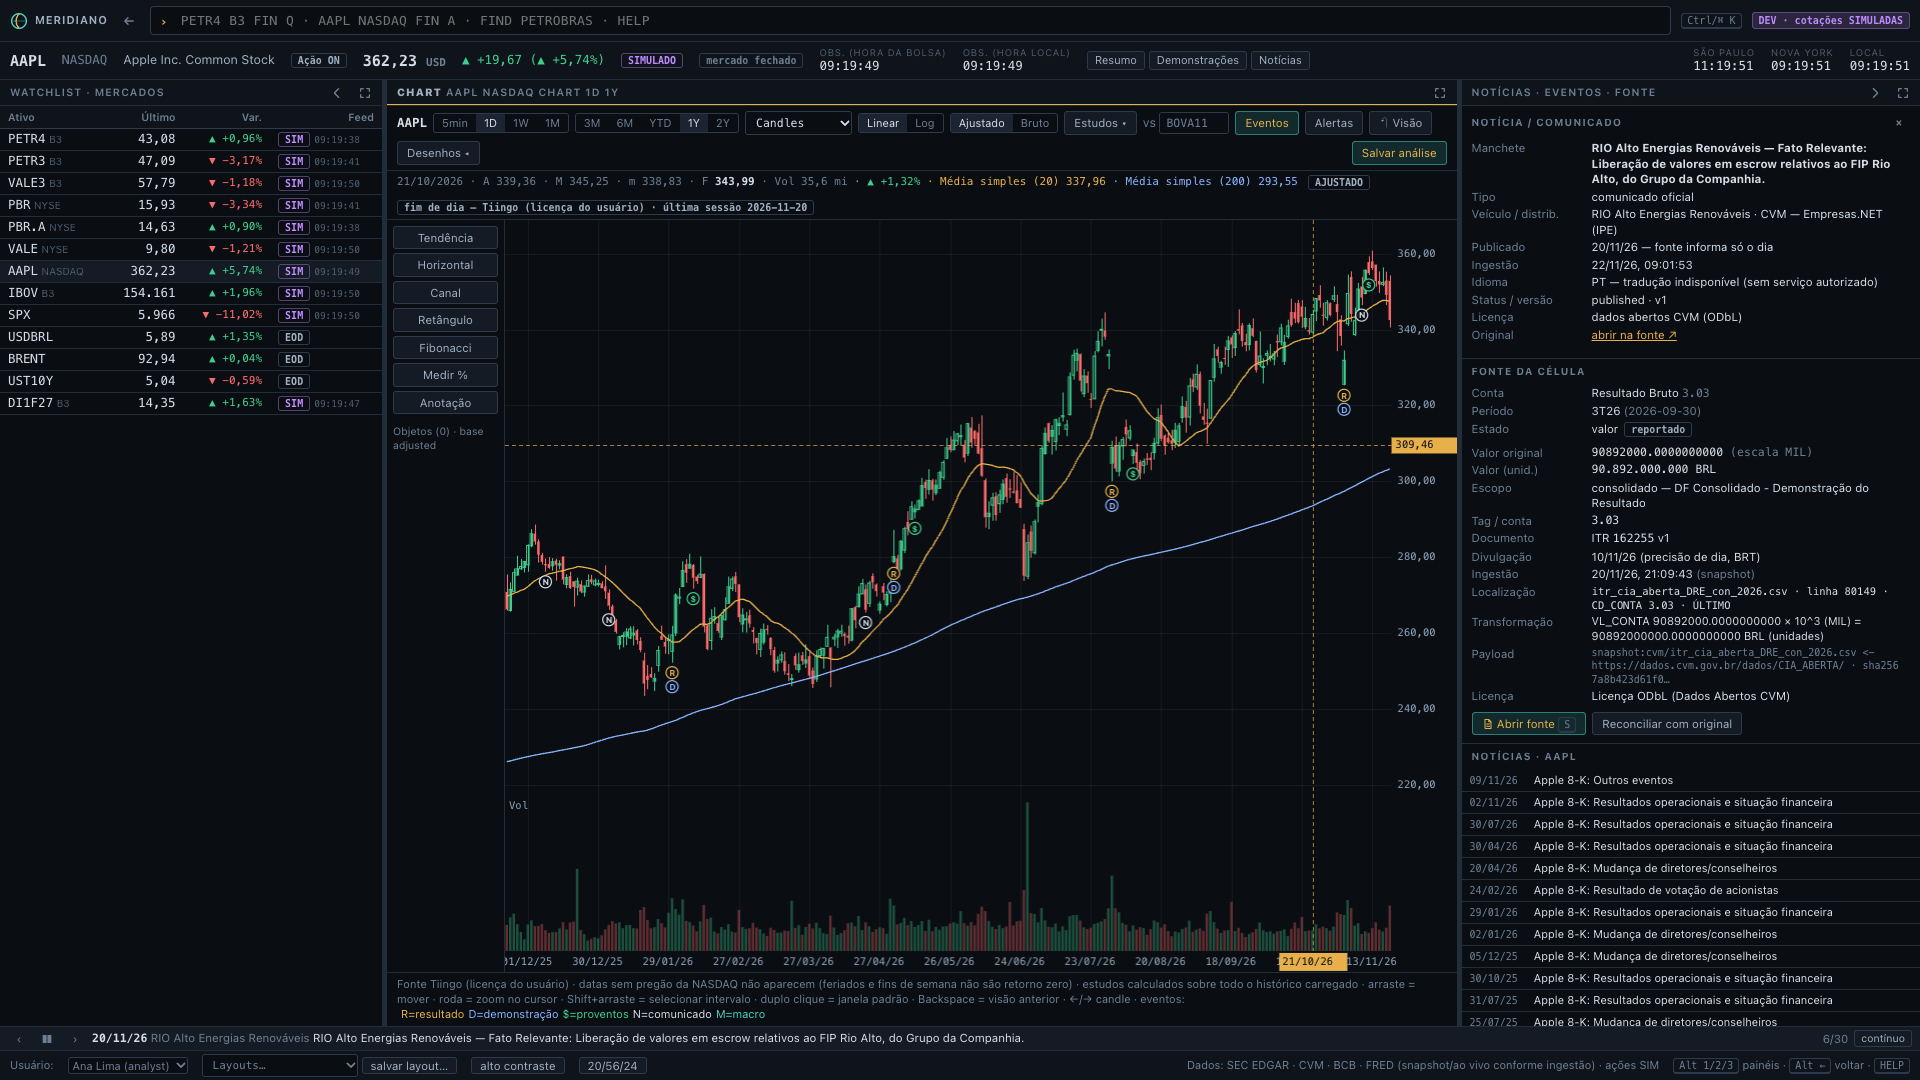 MERIDIANO ← › PETR4 B3 FIN Q · AAPL NASDAQ FIN A · FIND PETROBRAS · HELP Ctrl/⌘ K DEV · cotações SIMULADAS
AAPL NASDAQ Apple Inc. Common Stock Ação ON 362,23 USD ▲ +19,67 (▲ +5,74%) SIMULADO mercado fechado
OBS. (HORA DA BOLSA) 09:19:49
OBS. (HORA LOCAL) 09:19:49
Resumo Demonstrações Notícias
SÃO PAULO 11:19:51
NOVA YORK 09:19:51
LOCAL 09:19:51
WATCHLIST · MERCADOS
Ativo Último Var. Feed
PETR4 B3 43,08 ▲ +0,96% SIM 09:19:38
PETR3 B3 47,09 ▼ −3,17% SIM 09:19:41
VALE3 B3 57,79 ▼ −1,18% SIM 09:19:50
PBR NYSE 15,93 ▼ −3,34% SIM 09:19:41
PBR.A NYSE 14,63 ▲ +0,90% SIM 09:19:38
VALE NYSE 9,80 ▼ −1,21% SIM 09:19:50
AAPL NASDAQ 362,23 ▲ +5,74% SIM 09:19:49
IBOV B3 154.161 ▲ +1,96% SIM 09:19:50
SPX 5.966 ▼ −11,02% SIM 09:19:50
USDBRL 5,89 ▲ +1,35% EOD
BRENT 92,94 ▲ +0,04% EOD
UST10Y 5,04 ▼ −0,59% EOD
DI1F27 B3 14,35 ▲ +1,63% SIM 09:19:47
CHART AAPL NASDAQ CHART 1D 1Y
AAPL 5min 1D 1W 1M 3M 6M YTD 1Y 2Y Candles Linear Log Ajustado Bruto Estudos ▾ vs BOVA11 Eventos Alertas Visão
Desenhos Salvar análise
21/10/2026 · A 339,36 · M 345,25 · m 338,83 · F 343,99 · Vol 35,6 mi · ▲ +1,32% · Média simples (20) 337,96 · Média simples (200) 293,55 AJUSTADO
fim de dia — Tiingo (licença do usuário) · última sessão 2026-11-20
Tendência
Horizontal
Canal
Retângulo
Fibonacci
Medir %
Anotação
Objetos (0) · base
adjusted
360,00
340,00
320,00
309,46
300,00
280,00
260,00
240,00
220,00
N
N
R
D
$
N
R
D
$
R
D
$
R
D
N
$
Vol
01/12/25 30/12/25 29/01/26 27/02/26 27/03/26 27/04/26 26/05/26 24/06/26 23/07/26 20/08/26 18/09/26 21/10/26 13/11/26
Fonte Tiingo (licença do usuário) · datas sem pregão da NASDAQ não aparecem (feriados e fins de semana não são retorno zero) · estudos calculados sobre todo o histórico carregado · arraste =
mover · roda = zoom no cursor · Shift+arraste = selecionar intervalo · duplo clique = janela padrão · Backspace = visão anterior · ←/→ candle · eventos:
R=resultado D=demonstração $=proventos N=comunicado M=macro
NOTÍCIAS · EVENTOS · FONTE
NOTÍCIA / COMUNICADO ×
Manchete RIO Alto Energias Renováveis — Fato Relevante:
Liberação de valores em escrow relativos ao FIP Rio
Alto, do Grupo da Companhia.
Tipo comunicado oficial
Veículo / distrib. RIO Alto Energias Renováveis · CVM — Empresas.NET
(IPE)
Publicado 20/11/26 — fonte informa só o dia
Ingestão 22/11/26, 09:01:53
Idioma PT — tradução indisponível (sem serviço autorizado)
Status / versão published · v1
Licença dados abertos CVM (ODbL)
Original abrir na fonte ↗
FONTE DA CÉLULA
Conta Resultado Bruto 3.03
Período 3T26 (2026-09-30)
Estado valor reportado
Valor original 90892000.0000000000 (escala MIL)
Valor (unid.) 90.892.000.000 BRL
Escopo consolidado — DF Consolidado - Demonstração do
Resultado
Tag / conta 3.03
Documento ITR 162255 v1
Divulgação 10/11/26 (precisão de dia, BRT)
Ingestão 20/11/26, 21:09:43 (snapshot)
Localização itr_cia_aberta_DRE_con_2026.csv · linha 80149 ·
CD_CONTA 3.03 · ÚLTIMO
Transformação VL_CONTA 90892000.0000000000 × 10^3 (MIL) =
90892000000.0000000000 BRL (unidades)
Payload snapshot:cvm/itr_cia_aberta_DRE_con_2026.csv <−
https://dados.cvm.gov.br/dados/CIA_ABERTA/ · sha256
7a8b423d61f0…
Licença Licença ODbL (Dados Abertos CVM)
Abrir fonte S Reconciliar com original
NOTÍCIAS · AAPL
09/11/26 Apple 8-K: Outros eventos
02/11/26 Apple 8-K: Resultados operacionais e situação financeira
30/07/26 Apple 8-K: Resultados operacionais e situação financeira
30/04/26 Apple 8-K: Resultados operacionais e situação financeira
20/04/26 Apple 8-K: Mudança de diretores/conselheiros
24/02/26 Apple 8-K: Resultado de votação de acionistas
29/01/26 Apple 8-K: Resultados operacionais e situação financeira
02/01/26 Apple 8-K: Mudança de diretores/conselheiros
05/12/25 Apple 8-K: Mudança de diretores/conselheiros
30/10/25 Apple 8-K: Resultados operacionais e situação financeira
31/07/25 Apple 8-K: Resultados operacionais e situação financeira
25/07/25 Apple 8-K: Mudança de diretores/conselheiros
‹ › 20/11/26 RIO Alto Energias Renováveis RIO Alto Energias Renováveis — Fato Relevante: Liberação de valores em escrow relativos ao FIP Rio Alto, do Grupo da Companhia. 6/30 contínuo
Usuário: Ana Lima (analyst) Layouts… salvar layout… alto contraste 20/56/24 Dados: SEC EDGAR · CVM · BCB · FRED (snapshot/ao vivo conforme ingestão) · ações SIM Alt 1/2/3 painéis · Alt ← voltar · HELP